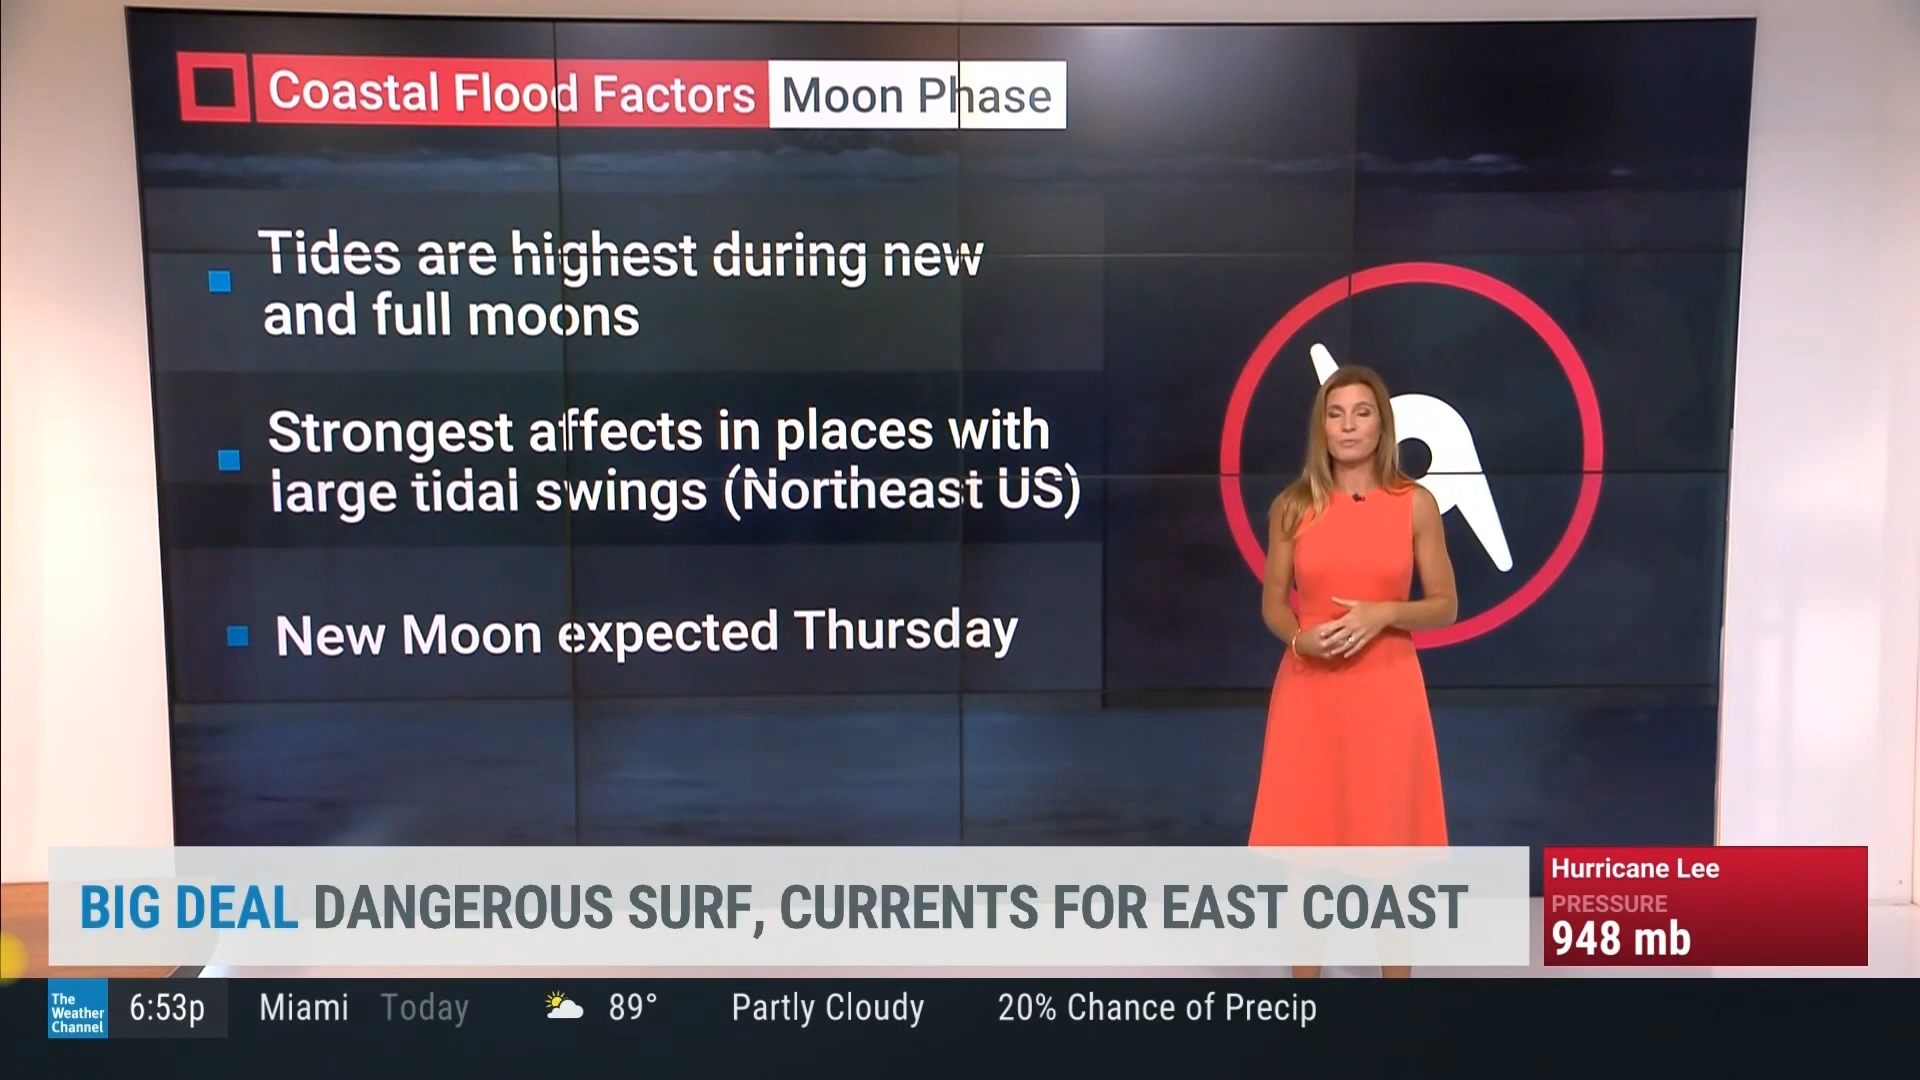 Coastal Flood Factors Moon Phase
Tides are highest during new
and full moons
Strongest affects in places with
large tidal swings (Northeast US)
New Moon expected Thursday
BIG DEAL DANGEROUS SURF, CURRENTS FOR EAST COAST
Hurricane Lee
PRESSURE
948 mb
The
Weather
Channel
6:53p Miami Today 89° Partly Cloudy 20% Chance of Precip